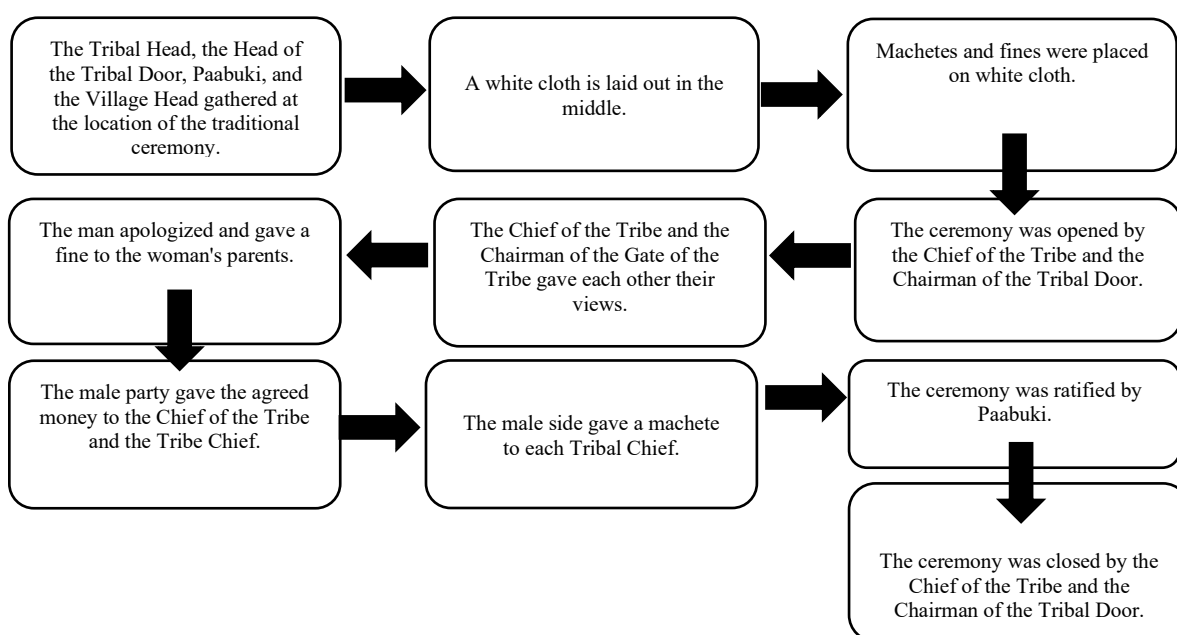 The Tribal Head, the Head of
the Tribal Door, Paabuki, and
the Village Head gathered at
the location of the traditional
ceremony.
A white cloth is laid out in the
middle.
Machetes and fines were placed
on white cloth.
The ceremony was opened by
the Chief of the Tribe and the
Chairman of the Tribal Door.
The Chief of the Tribe and the
Chairman of the Gate of the
Tribe gave each other their
views.
The man apologized and gave a
fine to the woman's parents.
The male party gave the agreed
money to the Chief of the Tribe
and the Tribe Chief.
The male side gave a machete
to each Tribal Chief.
The ceremony was ratified by
Paabuki.
The ceremony was closed by the
Chief of the Tribe and the
Chairman of the Tribal Door.